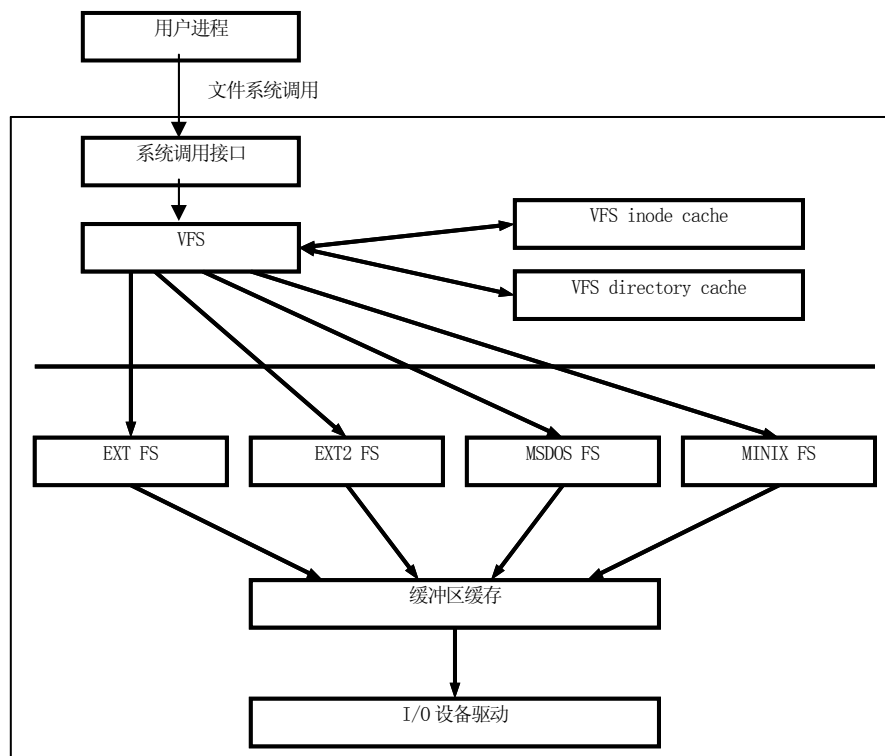 用户进程
文件系统调用
系统调用接口
VFS
VFS inode cache
VFS directory cache
EXT FS
EXT2 FS
MSDOS FS
MINIX FS
缓冲区缓存
I/O 设备驱动